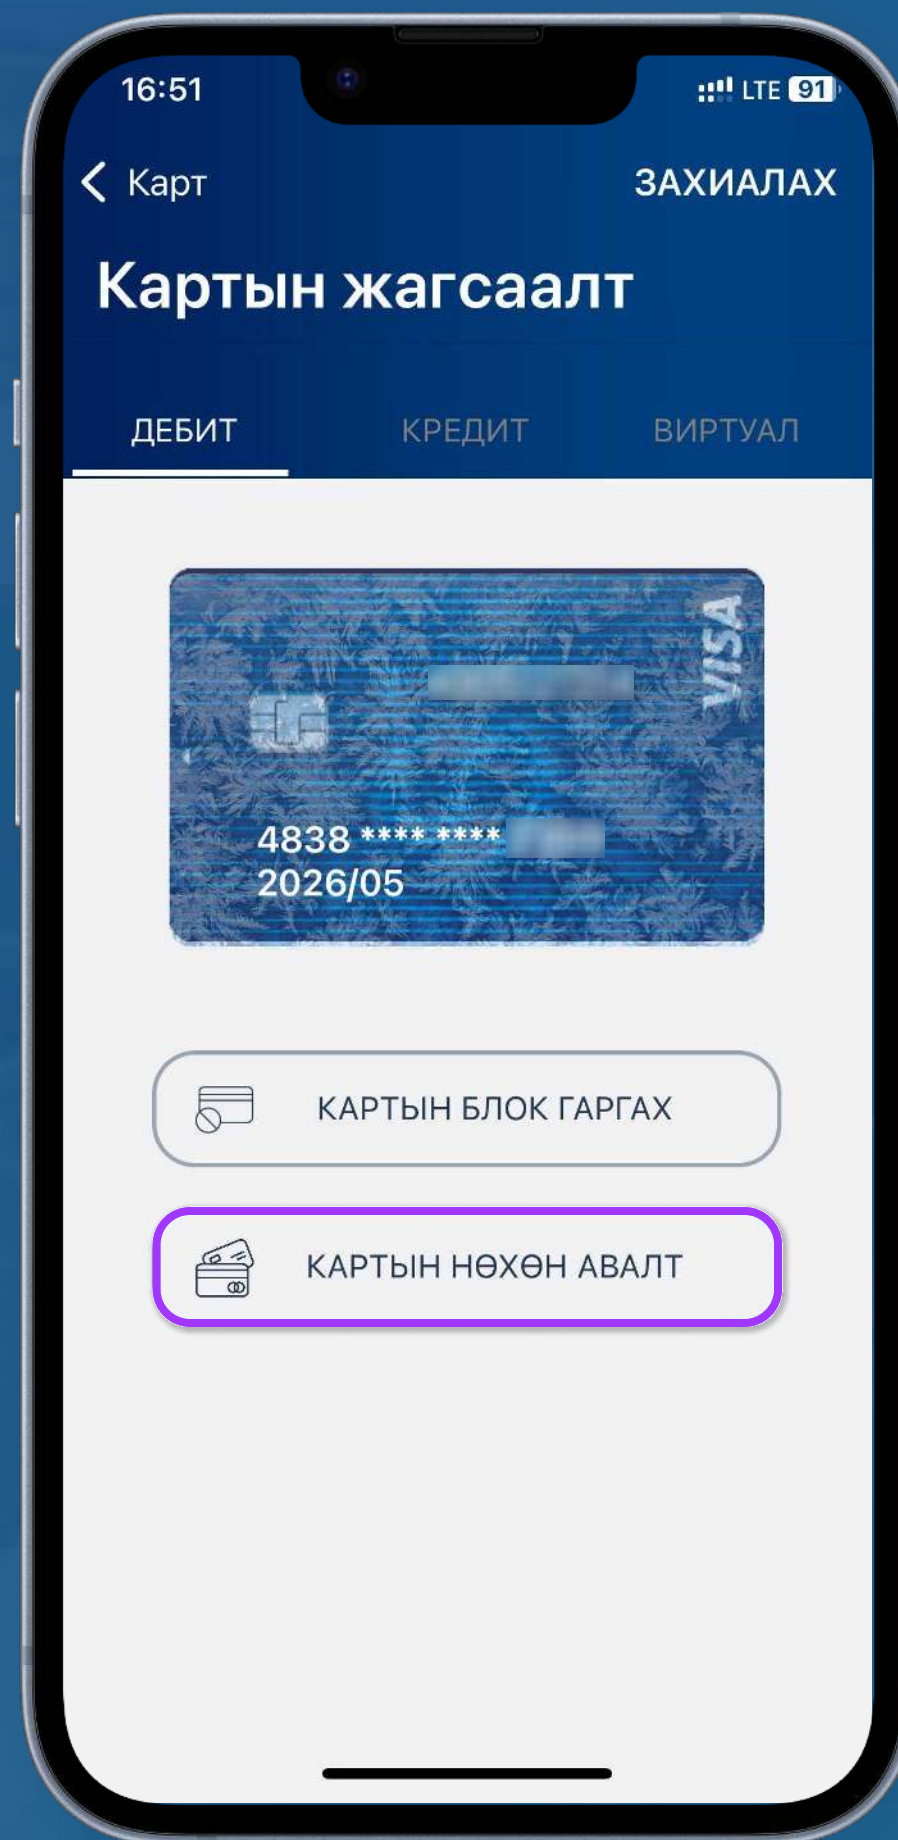 16:51
LTE 91
Карт
ЗАХИАЛАХ
Картын жагсаалт
ДЕБИТ
КРЕДИТ
ВИРТУАЛ
VISA
4838 **** ****
2026/05
КАРТЫН БЛОК ГАРГАХ
КАРТЫН НӨХӨН АВАЛТ